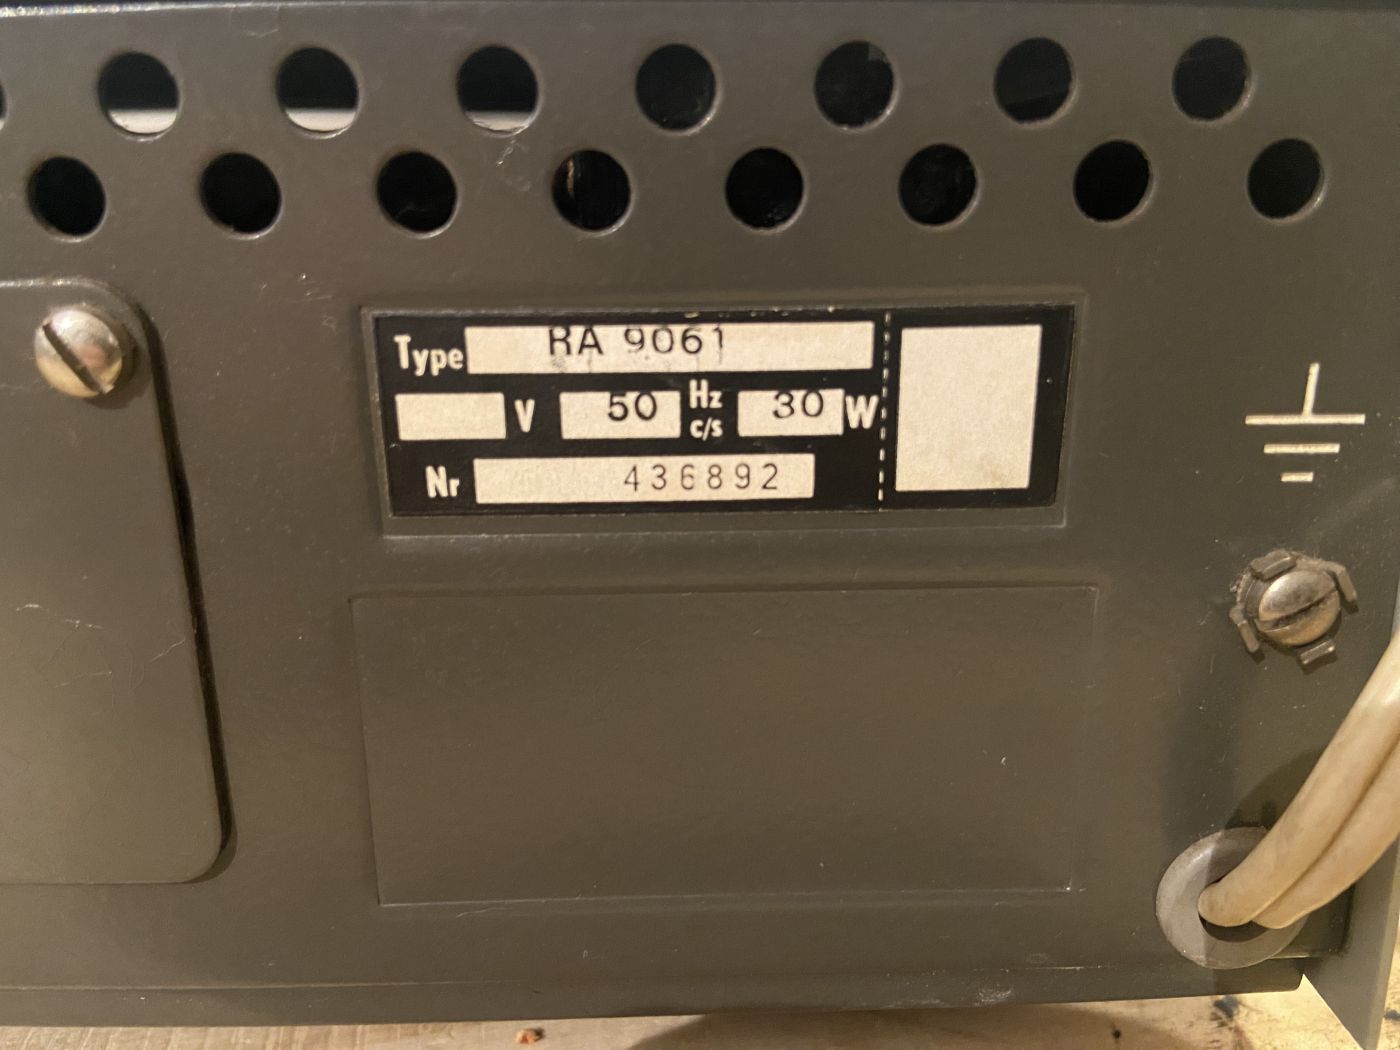 Type RA 9061
V 50 Hz c/s 30 W
Nr 436892